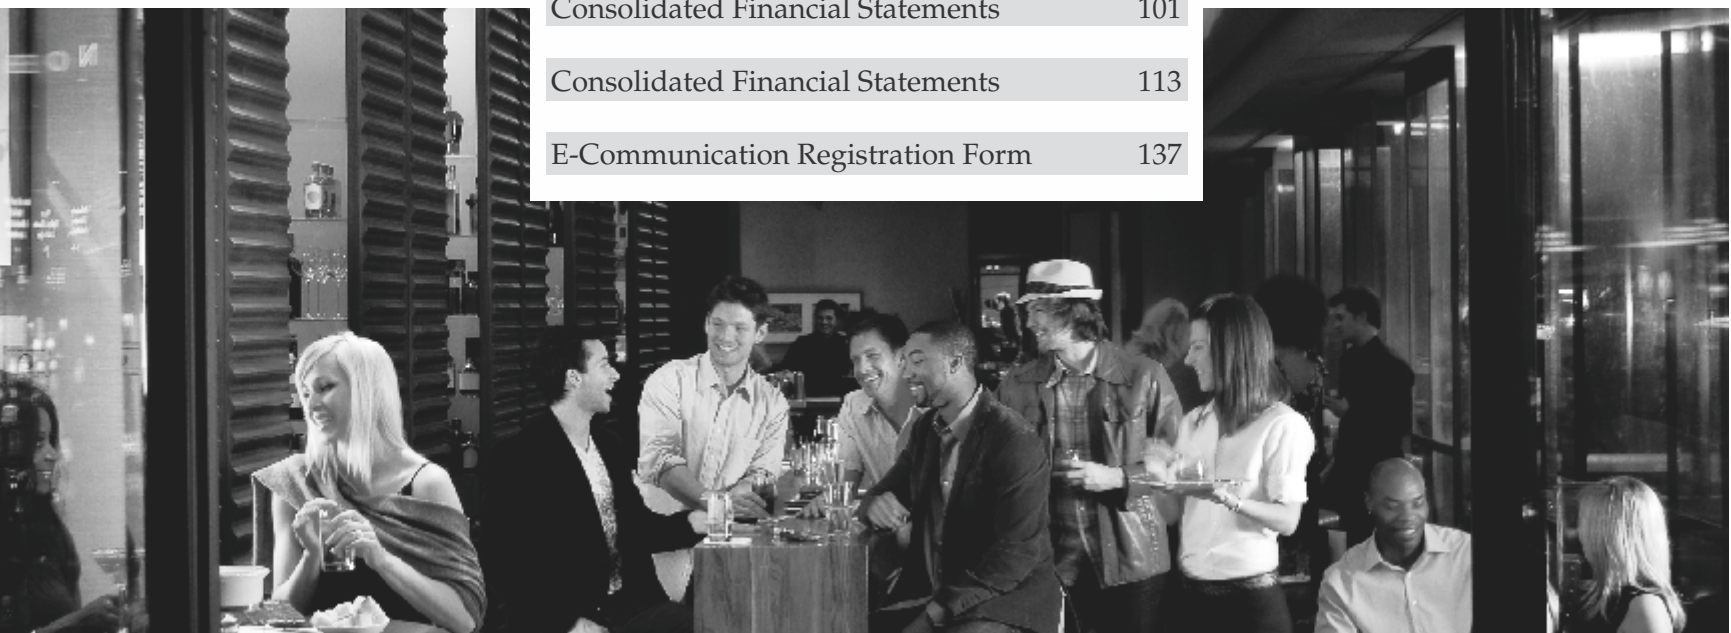 Consolidated Financial Statements 101
Consolidated Financial Statements 113
E-Communication Registration Form 137